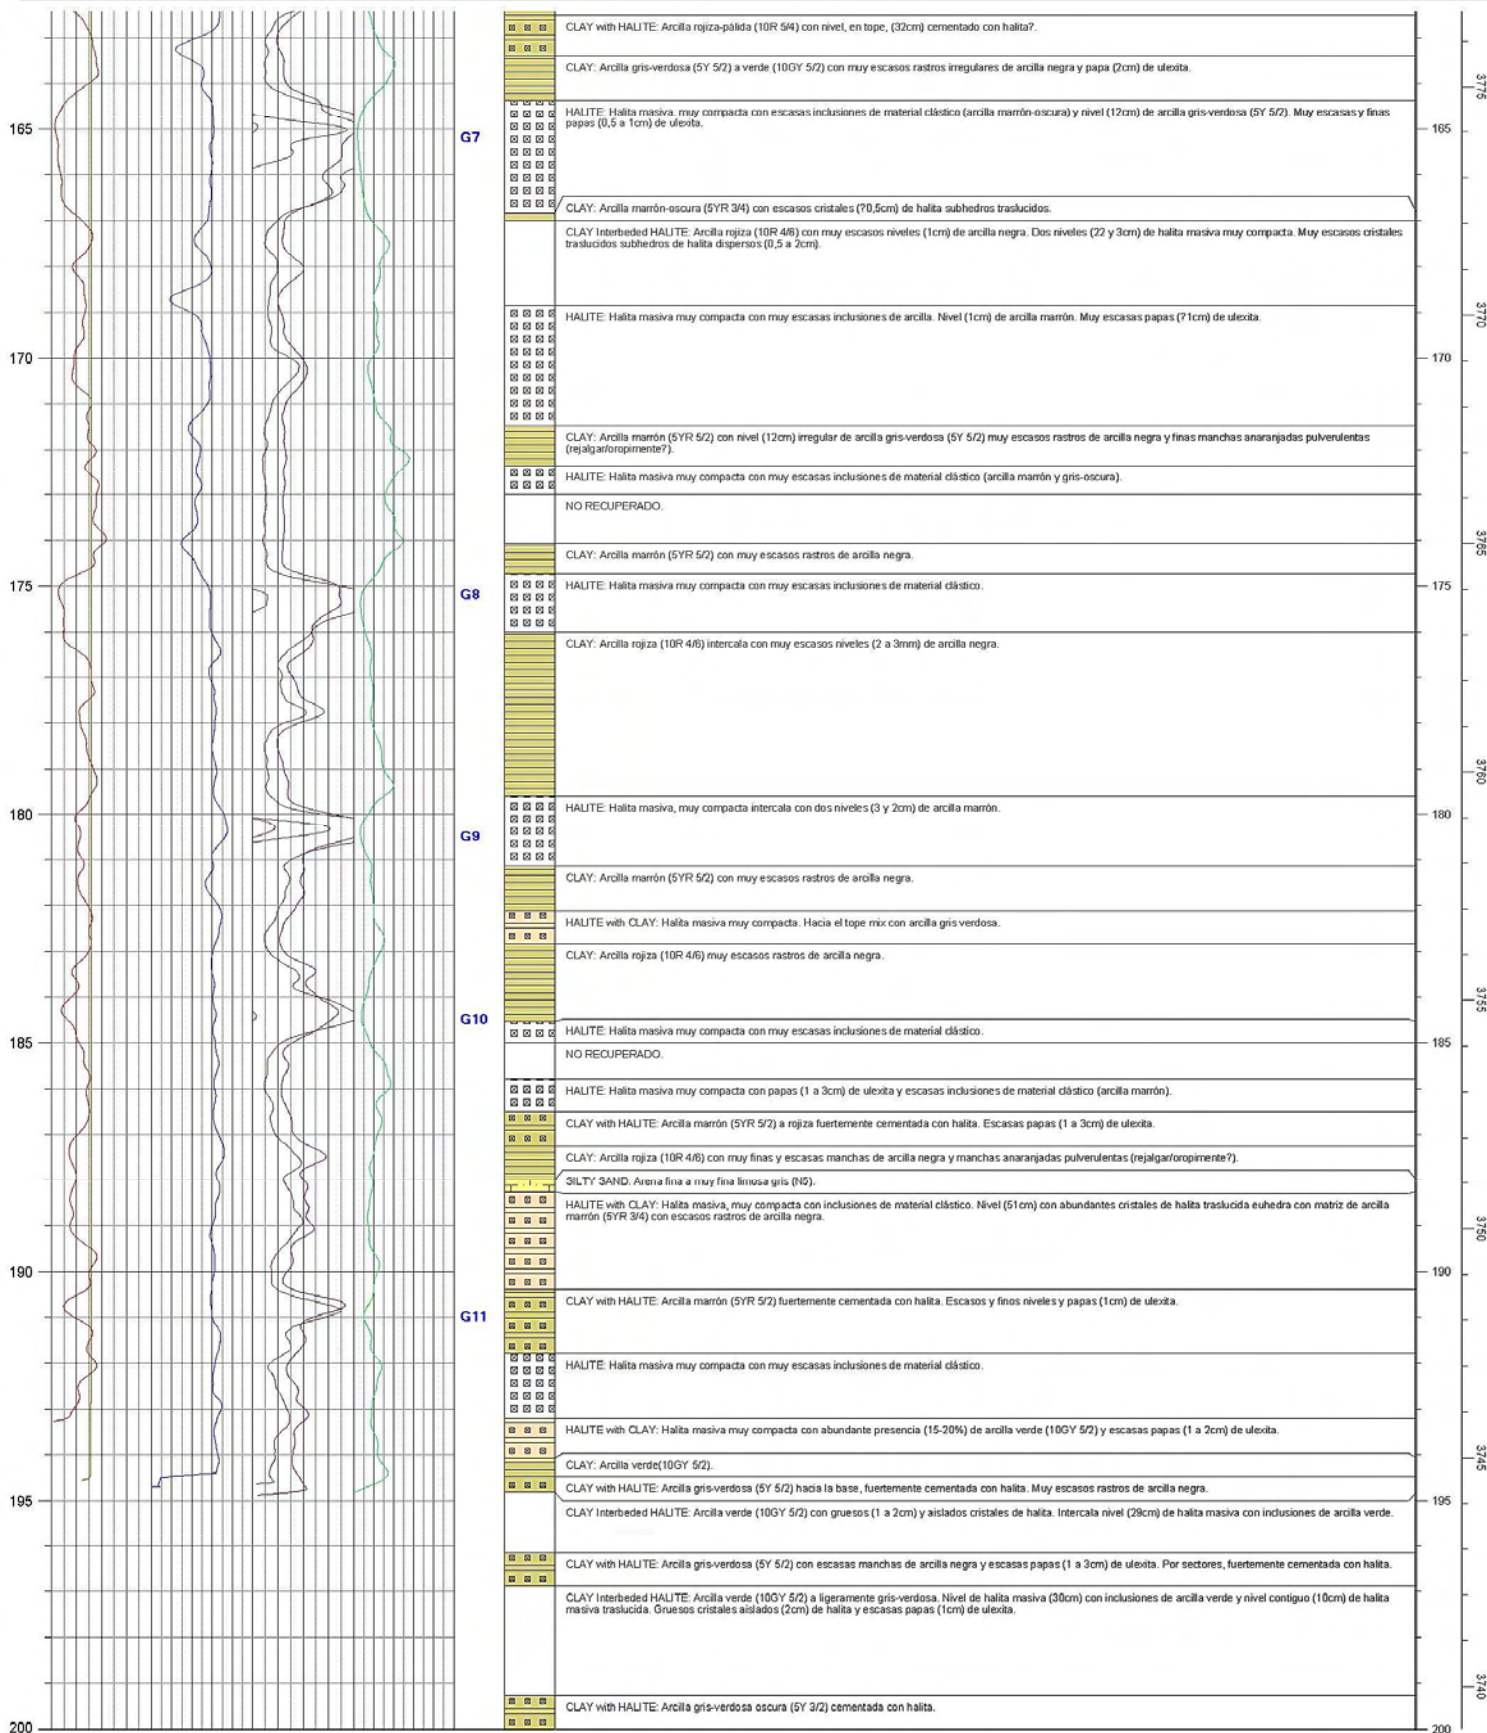 CLAY with HALITE: Arcilla rojiza-pálida (10R 5/4) con nivel, en tope, (32cm) cementado con halita?.
CLAY: Arcilla gris-verdosa (5Y 5/2) a verde (10GY 5/2) con muy escasos rastros irregulares de arcilla negra y papa (2cm) de ulexita.
3775
HALITE: Halita masiva. muy compacta con escasas inclusiones de material clástico (arcilla marrón-oscura) y nivel (12cm) de arcilla gris-verdosa (5Y 5/2). Muy escasas y finas
papas (0,5 a 1cm) de ulexita.
165
G7
165
CLAY: Arcilla marrón-oscura (5YR 3/4) con escasos cristales (?0,5cm) de halita subhedros traslucidos.
CLAY Interbeded HALITE: Arcilla rojiza (10R 4/6) con muy escasos niveles (1cm) de arcilla negra. Dos niveles (22 y 3cm) de halita masiva muy compacta. Muy escasos cristales
traslucidos subhedros de halita dispersos (0,5 a 2cm).
HALITE: Halita masiva muy compacta con muy escasas inclusiones de arcilla. Nivel (1cm) de arcilla marrón. Muy escasas papas (?1cm) de ulexita.
3770
170
170
CLAY: Arcilla marrón (5YR 5/2) con nivel (12cm) irregular de arcilla gris-verdosa (5Y 5/2) muy escasos rastros de arcilla negra y finas manchas anaranjadas pulverulentas
(rejalgar/oropimente?).
HALITE: Halita masiva muy compacta con muy escasas inclusiones de material clástico (arcilla marrón y gris-oscura).
NO RECUPERADO.
3765
CLAY: Arcilla marrón (5YR 5/2) con muy escasos rastros de arcilla negra.
175
G8
HALITE: Halita masiva muy compacta con muy escasas inclusiones de material clástico.
175
CLAY: Arcilla rojiza (10R 4/6) intercala con muy escasos niveles (2 a 3mm) de arcilla negra.
3760
HALITE: Halita masiva, muy compacta intercala con dos niveles (3 y 2cm) de arcilla marrón.
180
G9
180
CLAY: Arcilla marrón (5YR 5/2) con muy escasos rastros de arcilla negra.
HALITE with CLAY: Halita masiva muy compacta. Hacia el tope mix con arcilla gris verdosa.
CLAY: Arcilla rojiza (10R 4/6) muy escasos rastros de arcilla negra.
3755
G10
HALITE: Halita masiva muy compacta con muy escasas inclusiones de material clástico.
185
185
NO RECUPERADO.
HALITE: Halita masiva muy compacta con papas (1 a 3cm) de ulexita y escasas inclusiones de material clástico (arcilla marrón).
CLAY with HALITE: Arcilla marrón (5YR 5/2) a rojiza fuertemente cementada con halita. Escasas papas (1 a 3cm) de ulexita.
CLAY: Arcilla rojiza (10R 4/6) con muy finas y escasas manchas de arcilla negra y manchas anaranjadas pulverulentas (rejalgar/oropimente?).
SILTY SAND. Arena fina a muy fina limosa gris (N5).
HALITE with CLAY: Halita masiva, muy compacta con inclusiones de material clástico. Nivel (51cm) con abundantes cristales de halita traslucida euhedra con matriz de arcilla
marrón (5YR 3/4) con escasos rastros de arcilla negra.
3750
190
190
CLAY with HALITE: Arcilla marrón (5YR 5/2) fuertemente cementada con halita. Escasos y finos niveles y papas (1cm) de ulexita.
G11
HALITE: Halita masiva muy compacta con muy escasas inclusiones de material clástico.
HALITE with CLAY: Halita masiva muy compacta con abundante presencia (15-20%) de arcilla verde (10GY 5/2) y escasas papas (1 a 2cm) de ulexita.
3745
CLAY: Arcilla verde(10GY 5/2).
CLAY with HALITE: Arcilla gris-verdosa (5Y 5/2) hacia la base, fuertemente cementada con halita. Muy escasos rastros de arcilla negra.
195
195
CLAY Interbeded HALITE: Arcilla verde (10GY 5/2) con gruesos (1 a 2cm) y aislados cristales de halita. Intercala nivel (29cm) de halita masiva con inclusiones de arcilla verde.
CLAY with HALITE: Arcilla gris-verdosa (5Y 5/2) con escasas manchas de arcilla negra y escasas papas (1 a 3cm) de ulexita. Por sectores, fuertemente cementada con halita.
CLAY Interbeded HALITE: Arcilla verde (10GY 5/2) a ligeramente gris-verdosa. Nivel de halita masiva (30cm) con inclusiones de arcilla verde y nivel contiguo (10cm) de halita
masiva traslucida. Gruesos cristales aislados (2cm) de halita y escasas papas (1cm) de ulexita.
3740
CLAY with HALITE: Arcilla gris-verdosa oscura (5Y 3/2) cementada con halita.
200
200